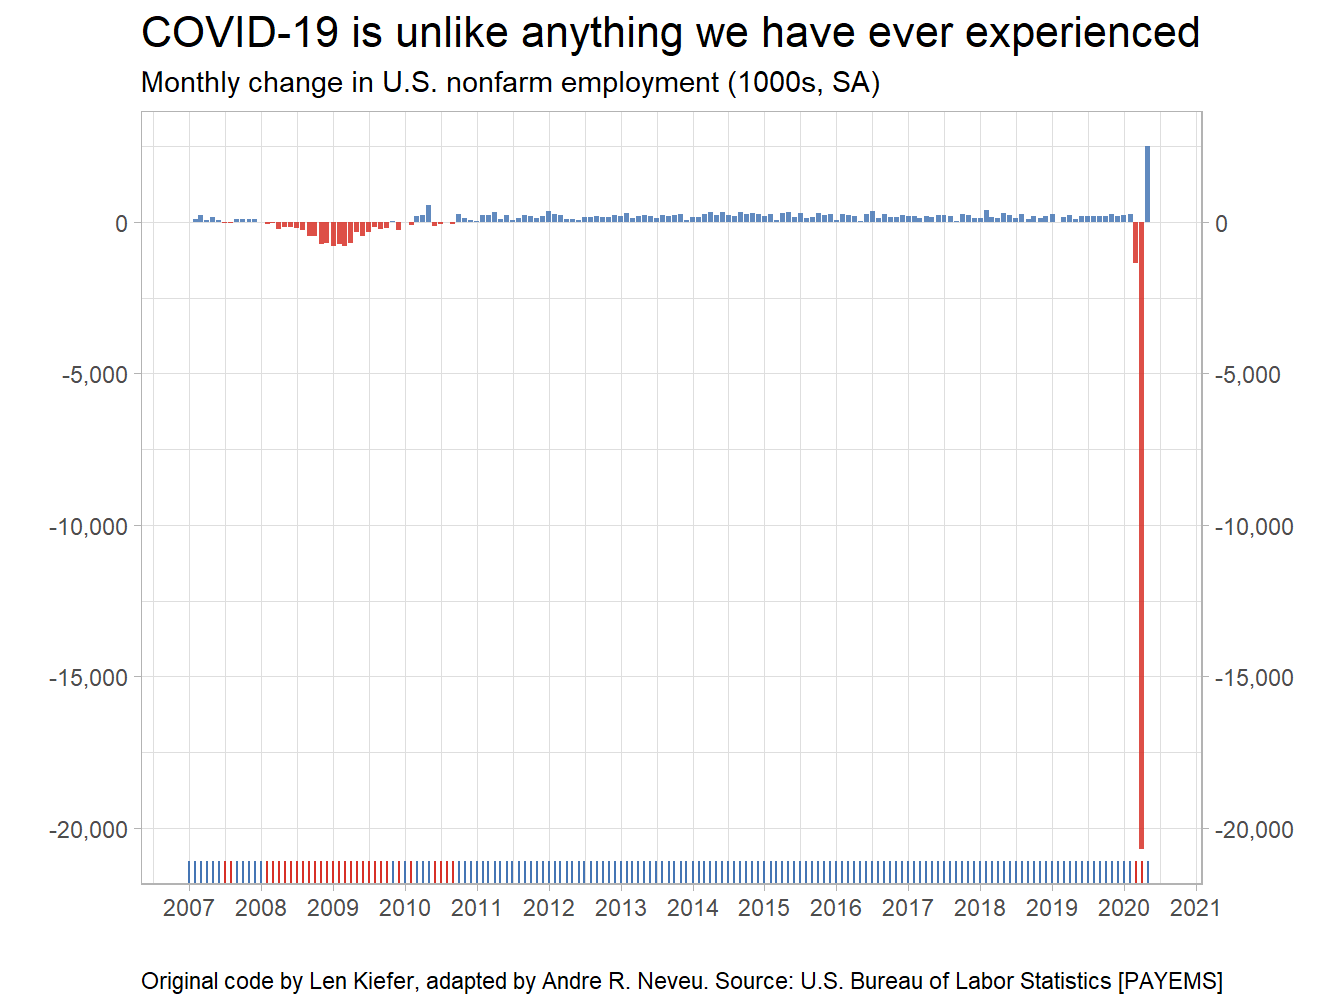 COVID-19 is unlike anything we have ever experienced
Monthly change in U.S. nonfarm employment (1000s, SA)
0 0
-5,000 -5,000
-10,000 -10,000
-15,000 -15,000
-20,000 -20,000
2007 2008 2009 2010 2011 2012 2013 2014 2015 2016 2017 2018 2019 2020 2021
Original code by Len Kiefer, adapted by Andre R. Neveu. Source: U.S. Bureau of Labor Statistics [PAYEMS]